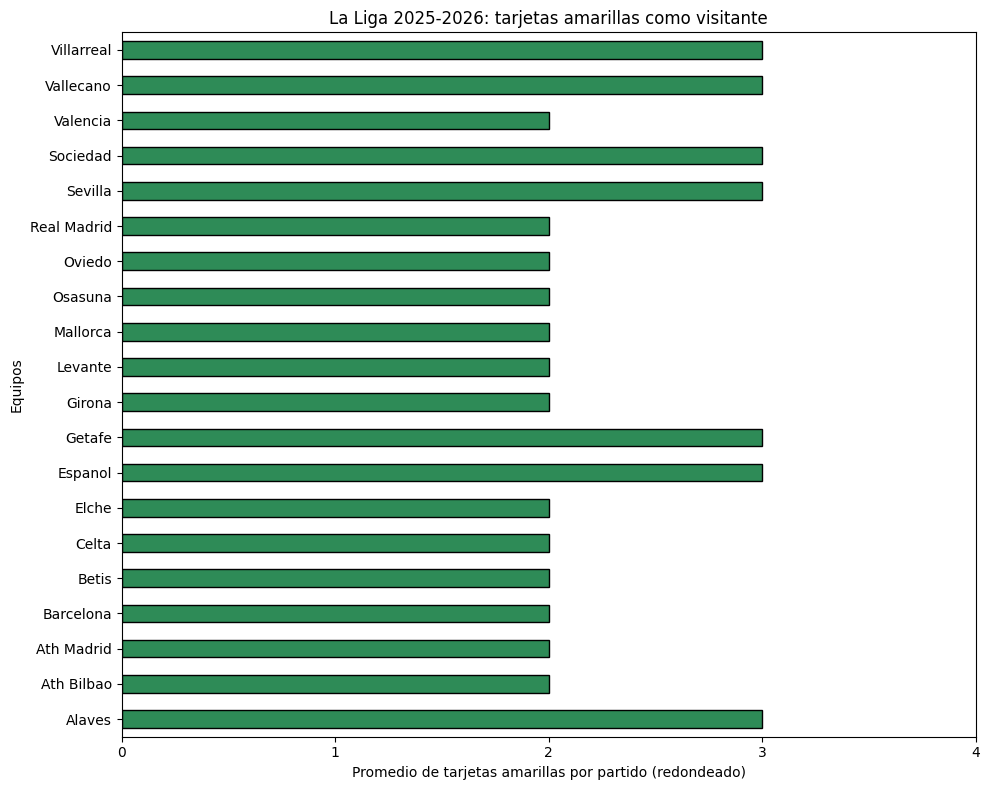 La Liga 2025-2026: tarjetas amarillas como visitante
Equipos
Villarreal
Vallecano
Valencia
Sociedad
Sevilla
Real Madrid
Oviedo
Osasuna
Mallorca
Levante
Girona
Getafe
Espanol
Elche
Celta
Betis
Barcelona
Ath Madrid
Ath Bilbao
Alaves
0 1 2 3 4
Promedio de tarjetas amarillas por partido (redondeado)